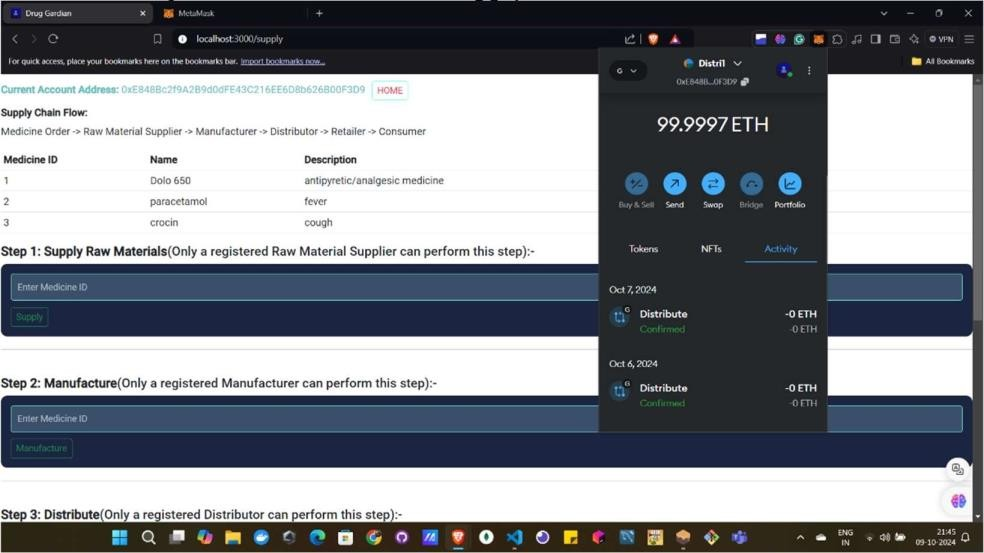 Drug Gardian
MetaMask
localhost:3000/supply
VPN
For quick access, place your bookmarks here on the bookmarks bar. Import bookmarks now...
All Bookmarks
Current Account Address: 0xE848Bc2f9A2B9d0dFE43C216EE6D8b626B00F3D9 HOME
Supply Chain Flow:
Medicine Order -> Raw Material Supplier -> Manufacturer -> Distributor -> Retailer -> Consumer
Medicine ID Name Description
1 Dolo 650 antipyretic/analgesic medicine
2 paracetamol fever
3 crocin cough
Step 1: Supply Raw Materials(Only a registered Raw Material Supplier can perform this step):-
Enter Medicine ID
Supply
Step 2: Manufacture(Only a registered Manufacturer can perform this step):-
Enter Medicine ID
Manufacture
Step 3: Distribute(Only a registered Distributor can perform this step):-
G
Distri1
0xE848B...0F3D9
99.9997 ETH
Buy & Sell Send Swap Bridge Portfolio
Tokens NFTs Activity
Oct 7, 2024
G
Distribute -0 ETH
Confirmed -0 ETH
Oct 6, 2024
G
Distribute -0 ETH
Confirmed -0 ETH
ENG
IN
21:45
09-10-2024